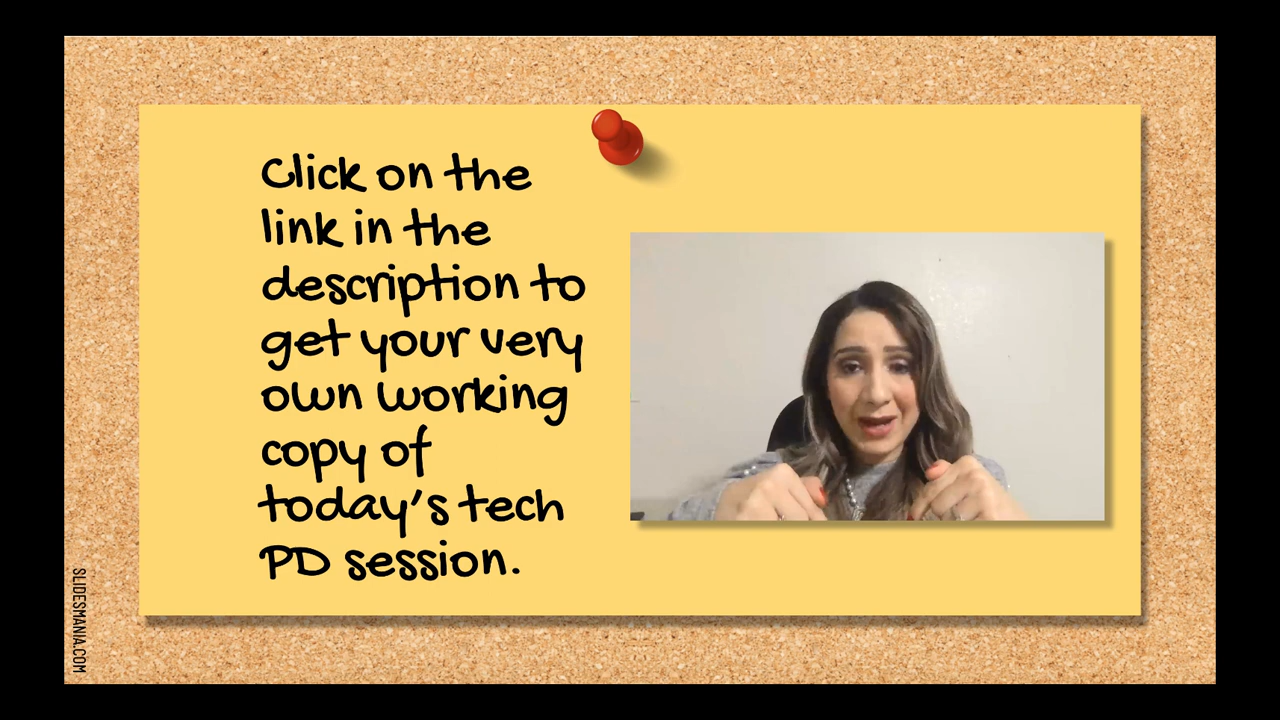 Click on the
link in the
description to
get your very
own working
copy of
today's tech
PD session.
SLIDESMANIA.COM